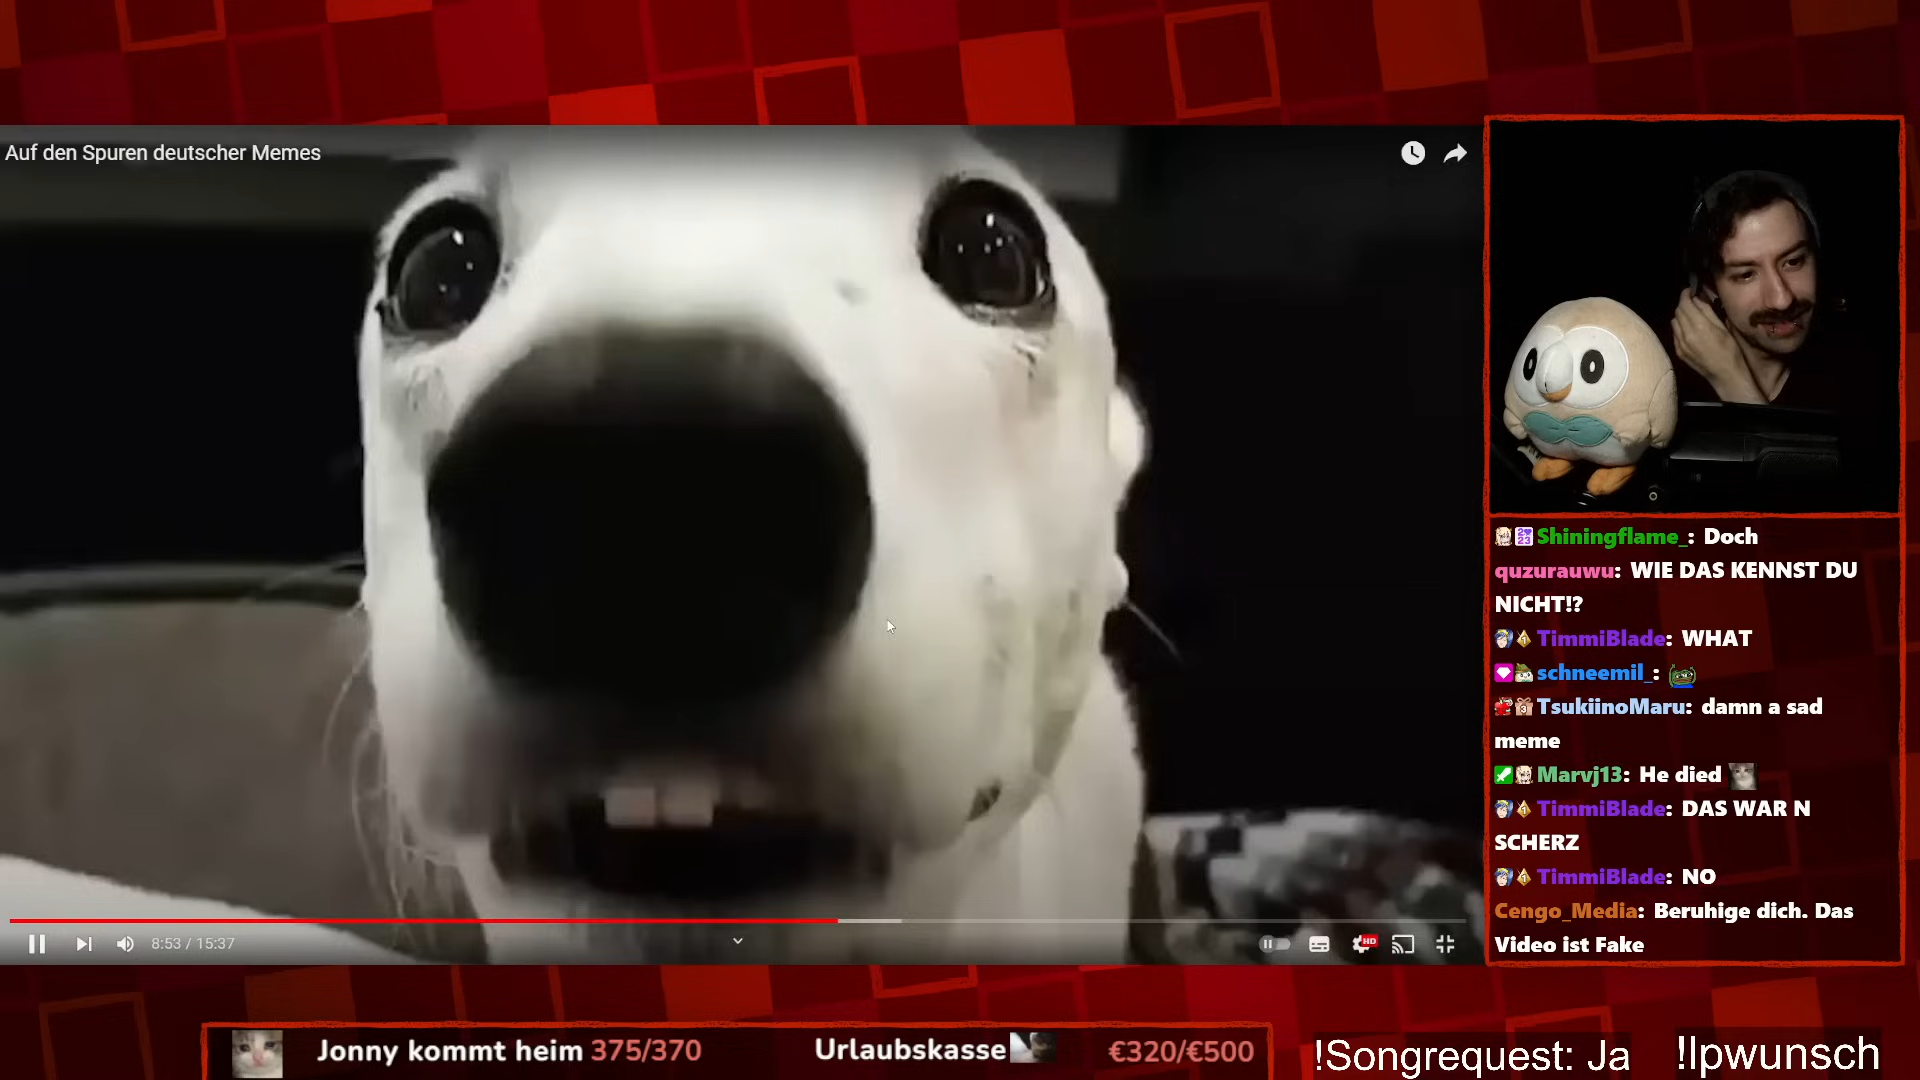 Auf den Spuren deutscher Memes
Shiningflame_: Doch
quzurauwu: WIE DAS KENNST DU
NICHT!?
TimmiBlade: WHAT
schneemil_:
TsukiinoMaru: damn a sad
meme
Marvj13: He died
TimmiBlade: DAS WAR N
SCHERZ
TimmiBlade: NO
Cengo_Media: Beruhige dich. Das
Video ist Fake
8:53 / 15:37
HD
Jonny kommt heim 375/370
Urlaubskasse €320/€500
!Songrequest: Ja
!lpwunsch